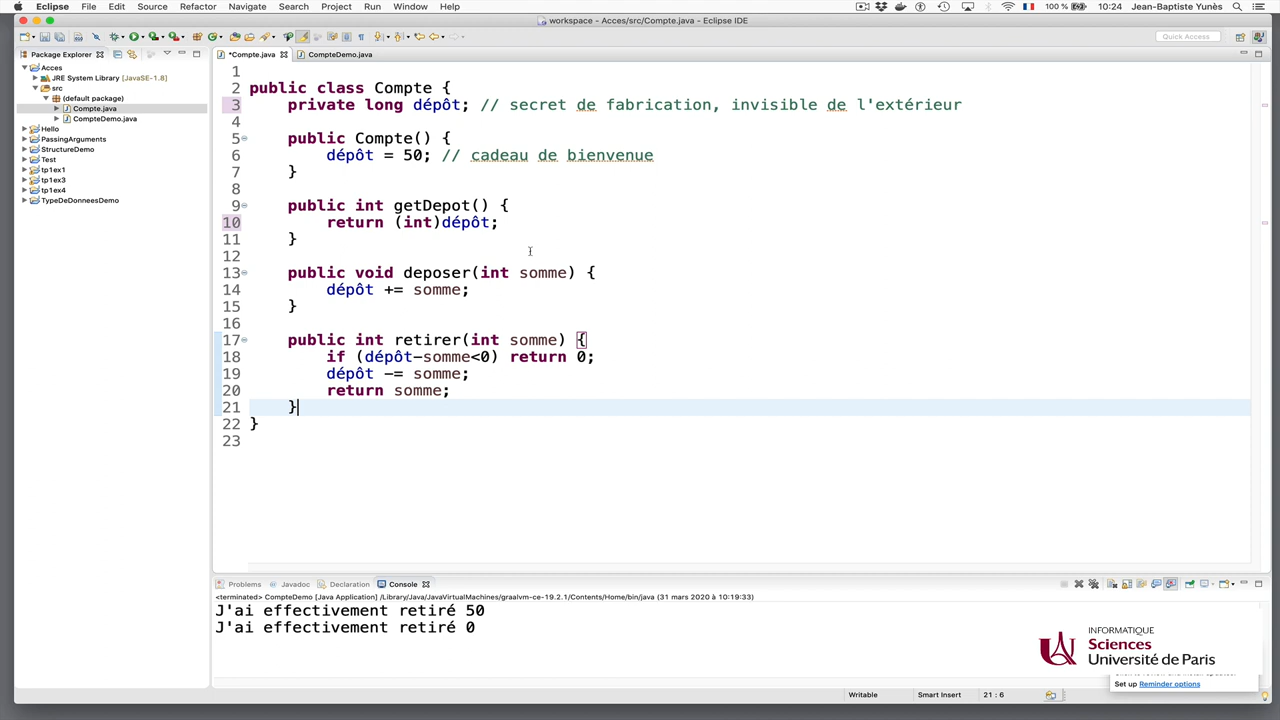 Eclipse File Edit Source Refactor Navigate Search Project Run Window Help 100 % 10:24 Jean-Baptiste Yunès
workspace - Acces/src/Compte.java - Eclipse IDE
Quick Access
Package Explorer
*Compte.java CompteDemo.java
Acces
JRE System Library [JavaSE-1.8]
src
(default package)
Compte.java
CompteDemo.java
Hello
PassingArguments
StructureDemo
Test
tp1ex1
tp1ex3
tp1ex4
TypeDeDonneesDemo
1
2 public class Compte {
3 private long dépôt; // secret de fabrication, invisible de l'extérieur
4
5 public Compte() {
6 dépôt = 50; // cadeau de bienvenue
7 }
8
9 public int getDepot() {
10 return (int)dépôt;
11 }
12
13 public void deposer(int somme) {
14 dépôt += somme;
15 }
16
17 public int retirer(int somme) {
18 if (dépôt-somme<0) return 0;
19 dépôt -= somme;
20 return somme;
21 }
22 }
23
Problems Javadoc Declaration Console
<terminated> CompteDemo [Java Application] /Library/Java/JavaVirtualMachines/graalvm-ce-19.2.1/Contents/Home/bin/java (31 mars 2020 à 10:19:33)
J'ai effectivement retiré 50
J'ai effectivement retiré 0
INFORMATIQUE
Sciences
Université de Paris
Set up Reminder options
Writable Smart Insert 21 : 6